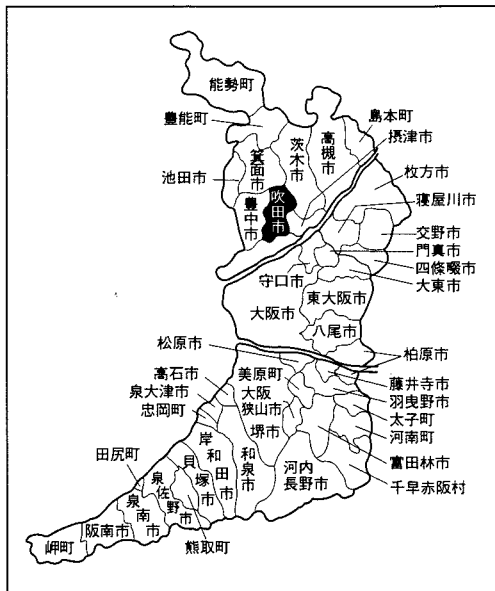 能勢町
豊能町
島本町
摂津市
高槻市
茨木市
箕面市
池田市
豊中市
吹田市
枚方市
寝屋川市
交野市
門真市
四條畷市
大東市
守口市
大阪市
東大阪市
八尾市
松原市
柏原市
高石市
泉大津市
忠岡町
美原町
大阪
狭山市
堺市
藤井寺市
羽曳野市
太子町
河南町
富田林市
千早赤阪村
河内
長野市
和泉市
岸和田市
貝塚市
田尻町
泉佐野市
泉南市
熊取町
阪南市
岬町